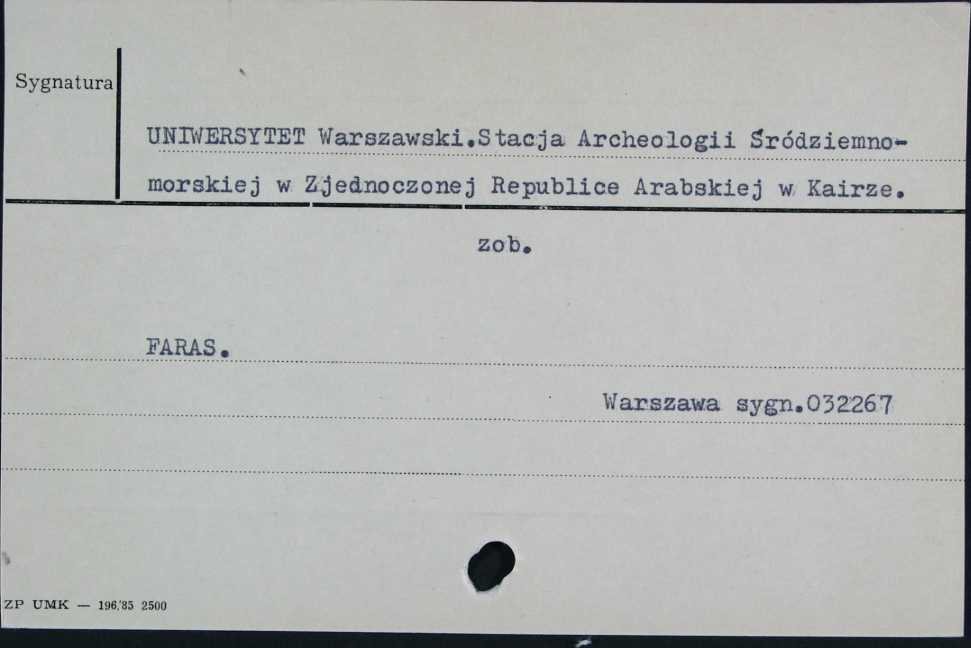 Sygnatura
UNIWERSYTET Warszawski.Stacja Archeologii Śródziemno-
morskiej w Zjednoczonej Republice Arabskiej w Kairze.
zob.
FARAS.
Warszawa sygn.032267
ZP UMK — 196/85 2500